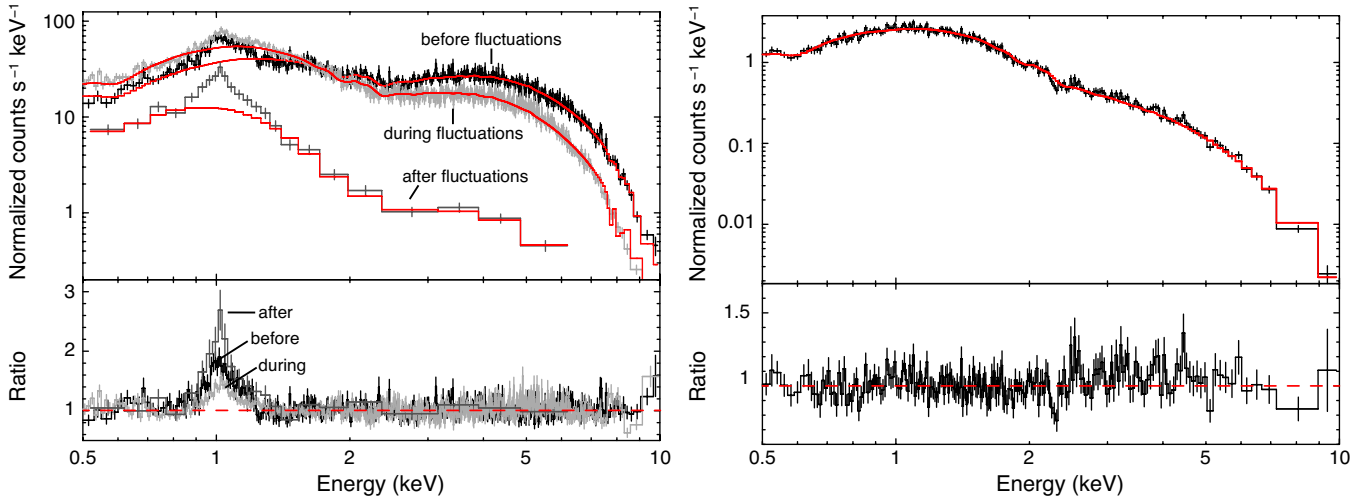 Normalized counts s⁻¹ keV⁻¹
100
10
1
before fluctuations
during fluctuations
after fluctuations
Ratio
3
2
1
after
before
during
0.5
1
2
5
10
Energy (keV)
Normalized counts s⁻¹ keV⁻¹
1
0.1
0.01
Ratio
1.5
1
0.5
1
2
5
10
Energy (keV)